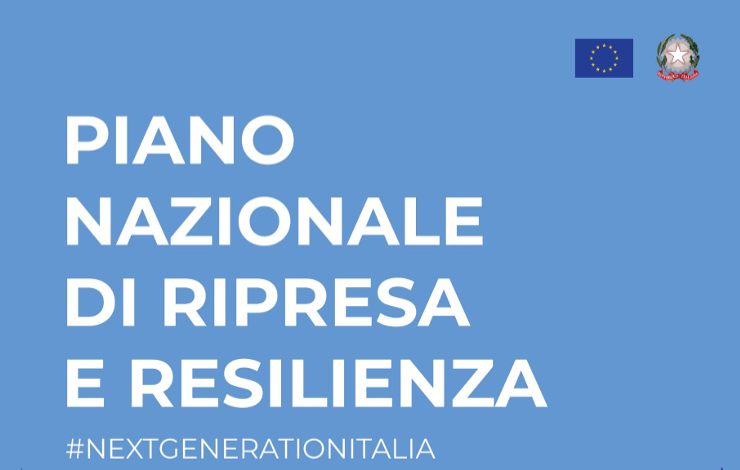 PIANO
NAZIONALE
DI RIPRESA
E RESILIENZA
#NEXTGENERATIONITALIA